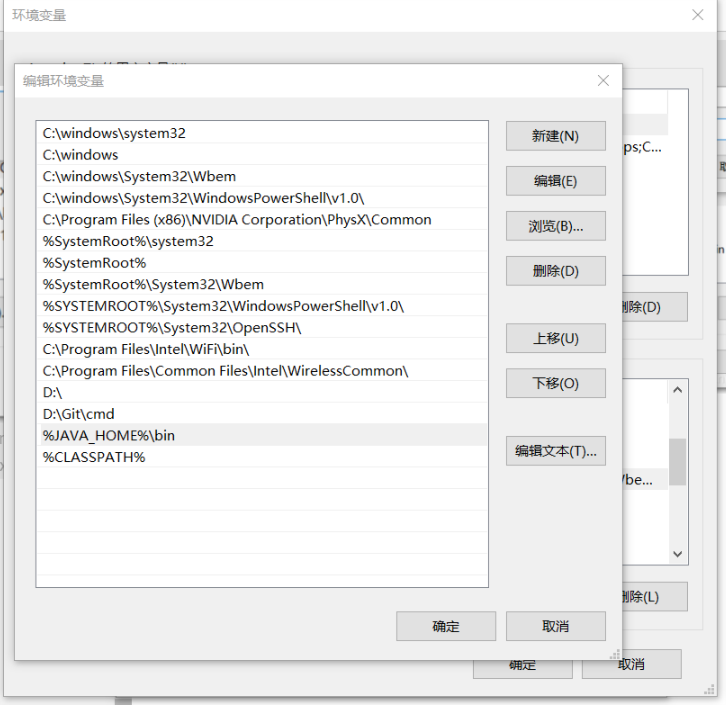 环境变量
编辑环境变量
C:\windows\system32
新建(N)
C:\windows
ps;C...
C:\windows\System32\Wbem
编辑(E)
C:\windows\System32\WindowsPowerShell\v1.0\
C:\Program Files (x86)\NVIDIA Corporation\PhysX\Common
浏览(B)...
%SystemRoot%\system32
%SystemRoot%
删除(D)
%SystemRoot%\System32\Wbem
%SYSTEMROOT%\System32\WindowsPowerShell\v1.0\
删除(D)
%SYSTEMROOT%\System32\OpenSSH\
上移(U)
C:\Program Files\Intel\WiFi\bin\
C:\Program Files\Common Files\Intel\WirelessCommon\
下移(O)
D:\
D:\Git\cmd
%JAVA_HOME%\bin
编辑文本(T)...
%CLASSPATH%
/be...
删除(L)
确定
取消
确定
取消